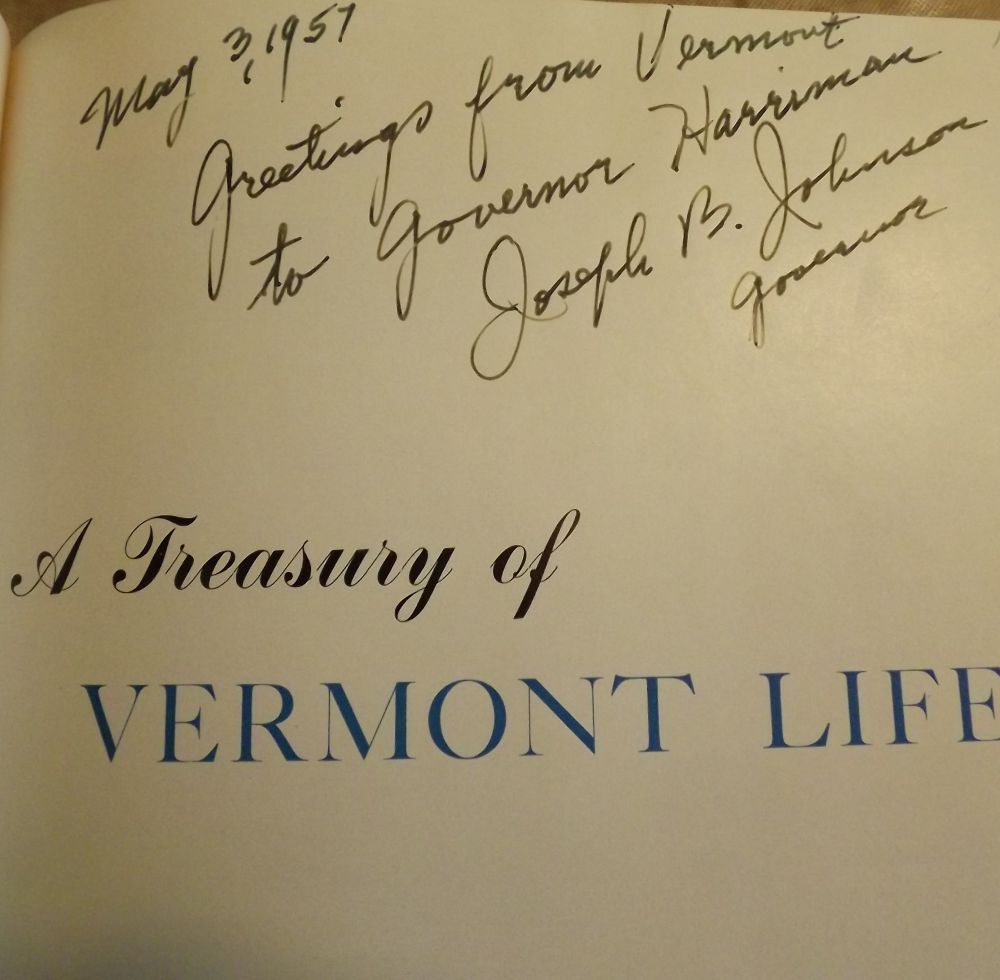 May 3, 1957
Greetings from Vermont
to Governor Harriman
Joseph B. Johnson
Governor
A Treasury of
VERMONT LIFE